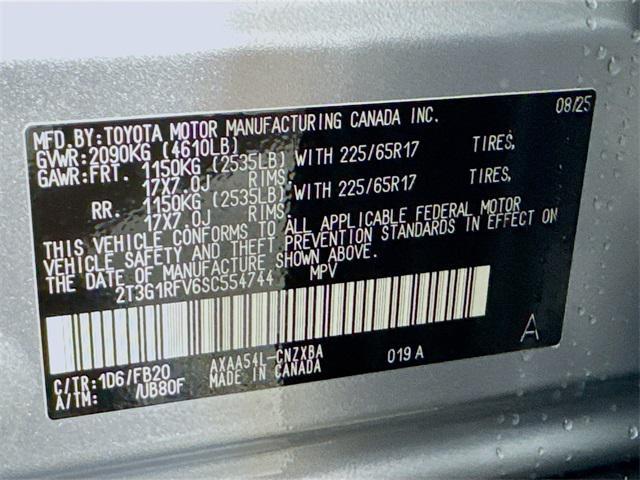 08/25
MFD.BY:TOYOTA MOTOR MANUFACTURING CANADA INC.
GVWR:2090KG (4610LB)
GAWR:FRT. 1150KG (2535LB) WITH 225/65R17 TIRES,
17X7.0J RIMS.
RR. 1150KG (2535LB) WITH 225/65R17 TIRES,
17X7.0J RIMS.
THIS VEHICLE CONFORMS TO ALL APPLICABLE FEDERAL MOTOR
VEHICLE SAFETY AND THEFT PREVENTION STANDARDS IN EFFECT ON
THE DATE OF MANUFACTURE SHOWN ABOVE.
2T3G1RFV6SC554744 MPV
A
C/TR:1D6/FB20 AXAA54L-CNZXBA 019A
A/TM: /UB80F MADE IN CANADA